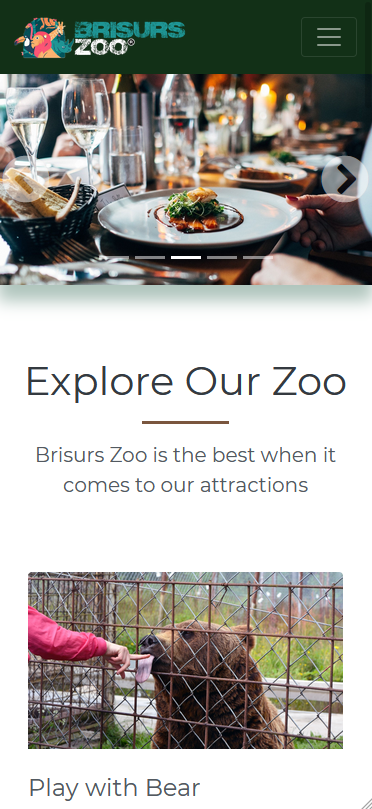 BRISURS
ZOO®
Explore Our Zoo
Brisurs Zoo is the best when it
comes to our attractions
Play with Bear